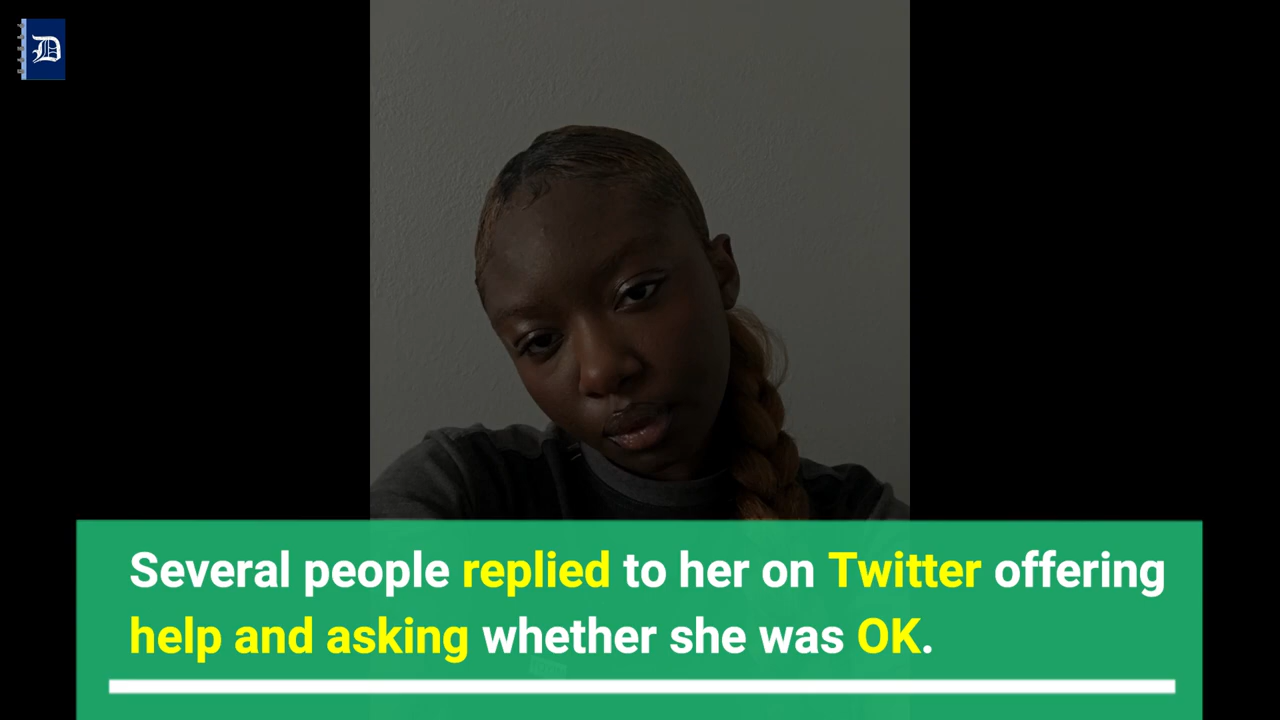 D
Several people replied to her on Twitter offering
help and asking whether she was OK.